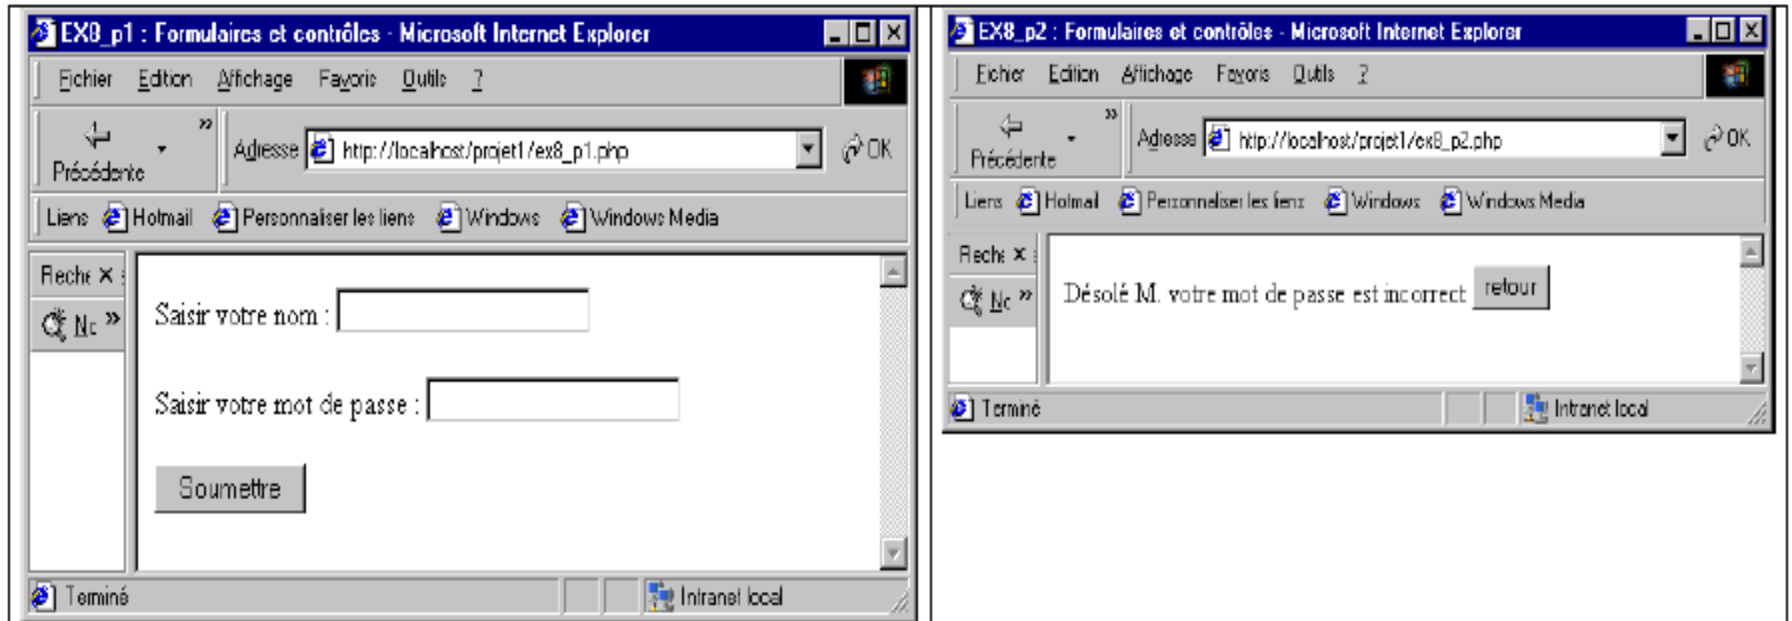 EX8_p1 : Formulaires et contrôles - Microsoft Internet Explorer
Fichier Edition Affichage Favoris Outils ?
Précédente
»
Adresse http://localhost/projet1/ex8_p1.php OK
Liens Hotmail Personnaliser les liens Windows Windows Media
Reche
No »
Saisir votre nom :
Saisir votre mot de passe :
Soumettre
Terminé
Intranet local
EX8_p2 : Formulaires et contrôles - Microsoft Internet Explorer
Fichier Edition Affichage Favoris Outils ?
Précédente
»
Adresse http://localhost/projet1/ex8_p2.php OK
Liens Hotmail Personnaliser les liens Windows Windows Media
Reche
No »
Désolé M. votre mot de passe est incorrect retour
Terminé
Intranet local